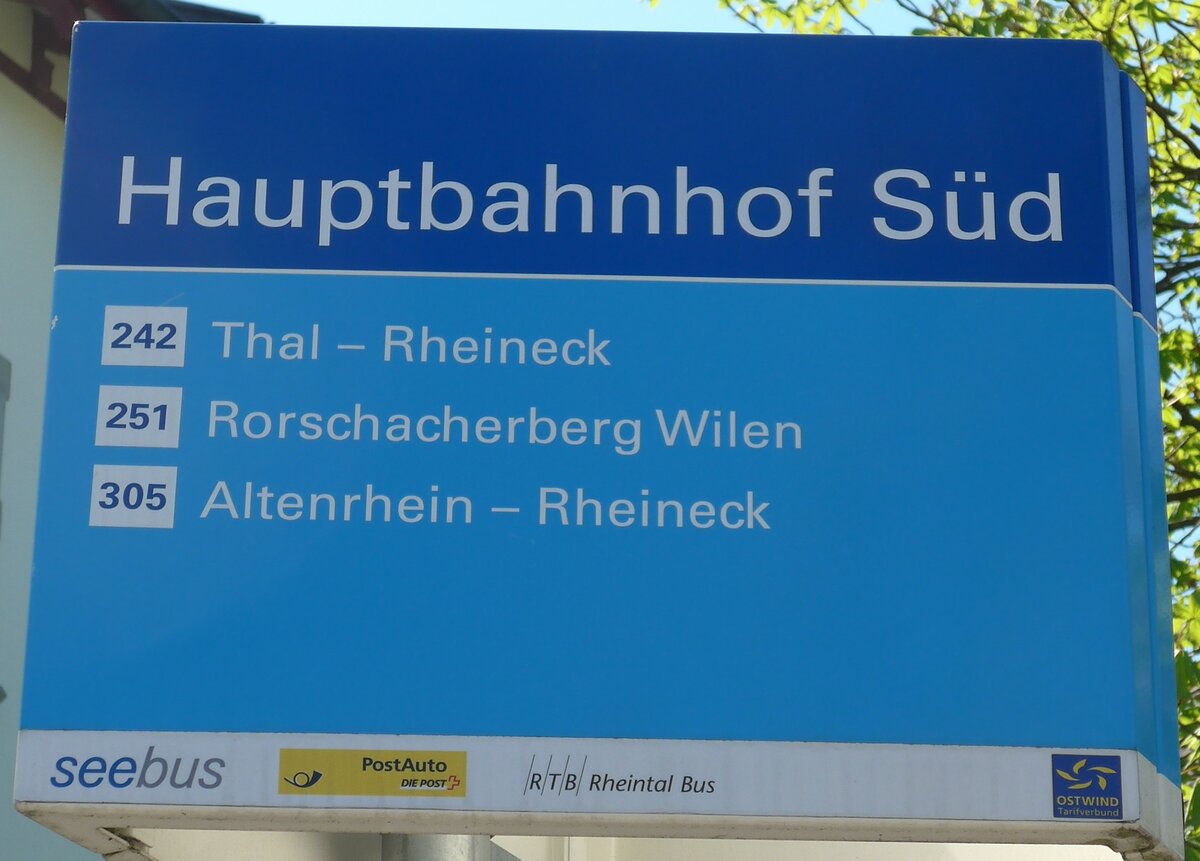 Hauptbahnhof Süd
242 Thal – Rheineck
251 Rorschacherberg Wilen
305 Altenrhein – Rheineck
seebus PostAuto DIE POST RTB Rheintal Bus OSTWIND Tarifverbund